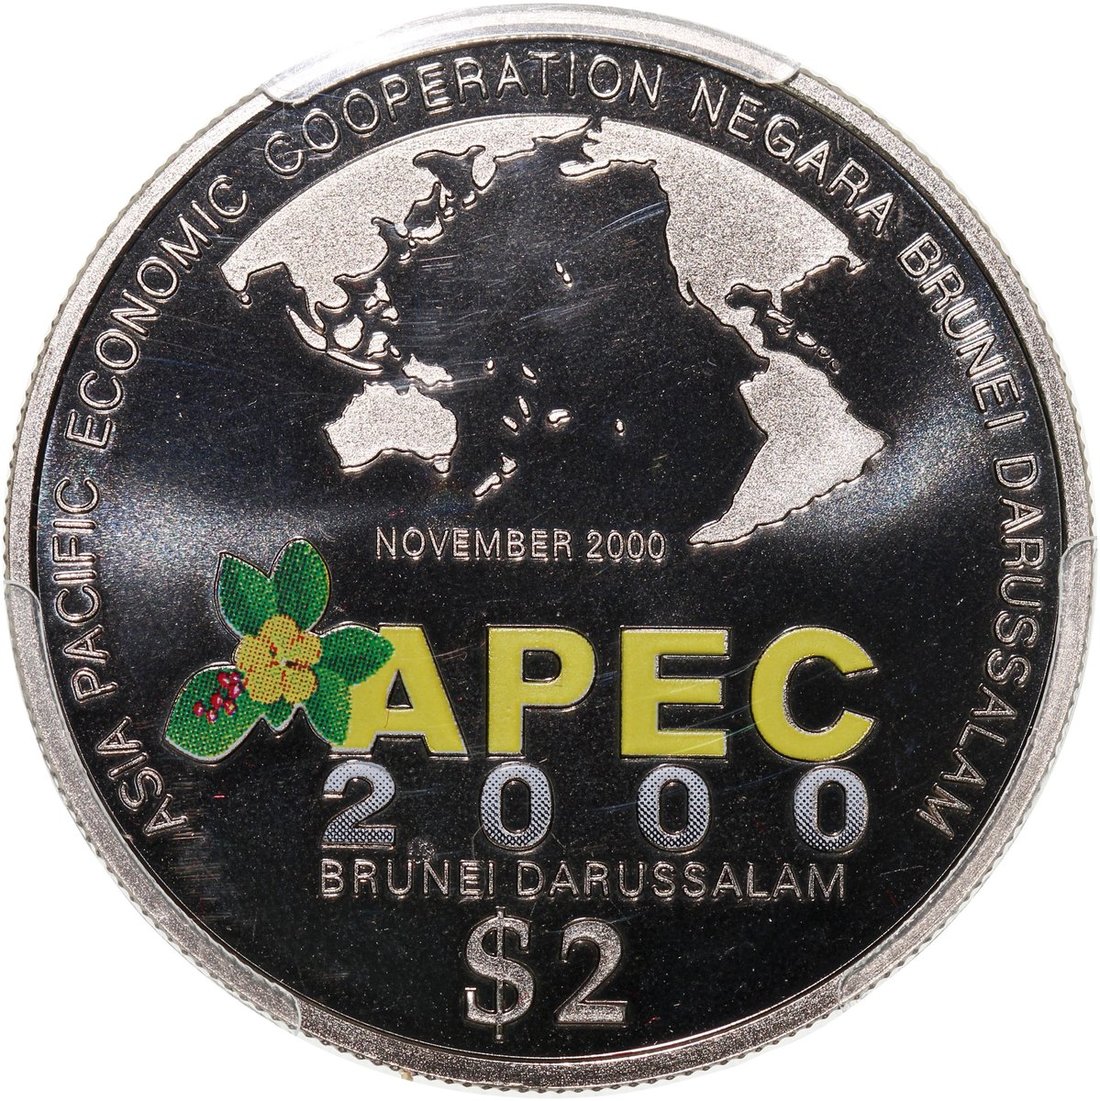 ASIA PACIFIC ECONOMIC COOPERATION NEGARA BRUNEI DARUSSALAM
NOVEMBER 2000
APEC
2000
BRUNEI DARUSSALAM
$2